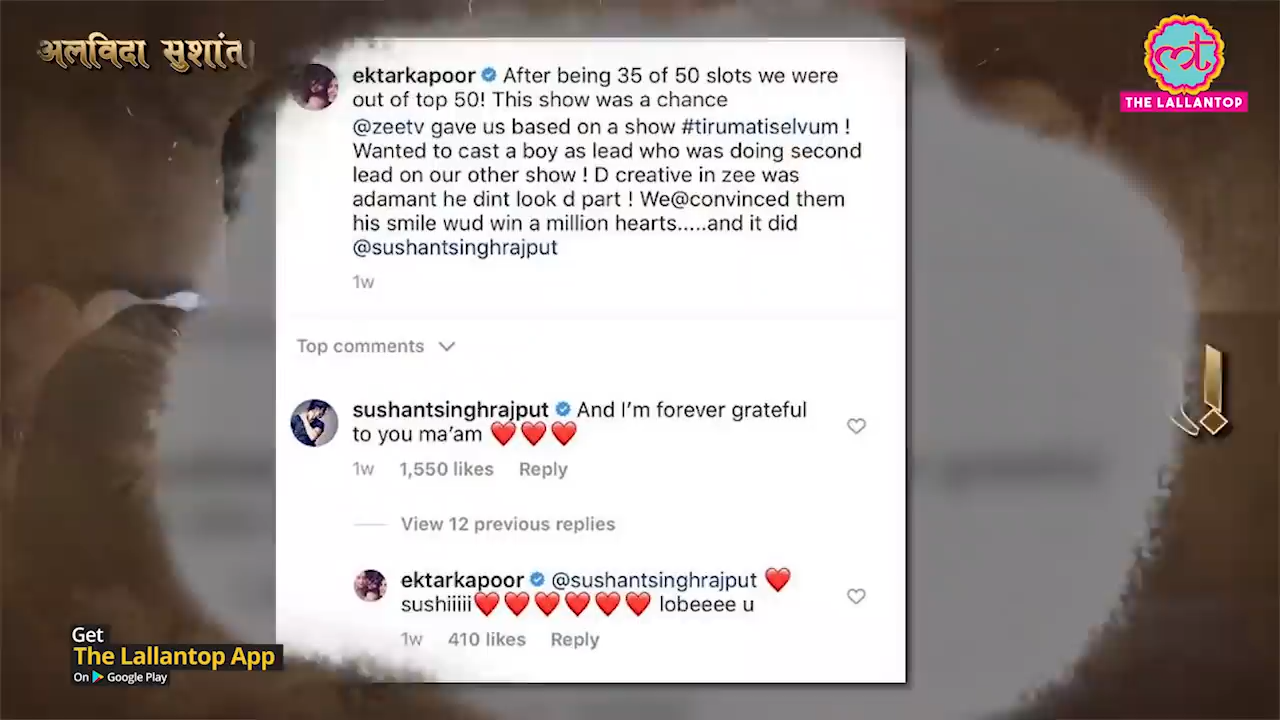 अलविदा सुशांत
लT
THE LALLANTOP
ektarkapoor After being 35 of 50 slots we were
out of top 50! This show was a chance
@zeetv gave us based on a show #tirumatiselvum !
Wanted to cast a boy as lead who was doing second
lead on our other show ! D creative in zee was
adamant he dint look d part ! We@convinced them
his smile wud win a million hearts.....and it did
@sushantsinghrajput
1w
Top comments
sushantsinghrajput And I’m forever grateful
to you ma’am ❤️❤️❤️
1w 1,550 likes Reply
View 12 previous replies
ektarkapoor @sushantsinghrajput ❤️
sushiiiii❤️❤️❤️❤️❤️❤️ lobeeee u
1w 410 likes Reply
Get
The Lallantop App
On Google Play